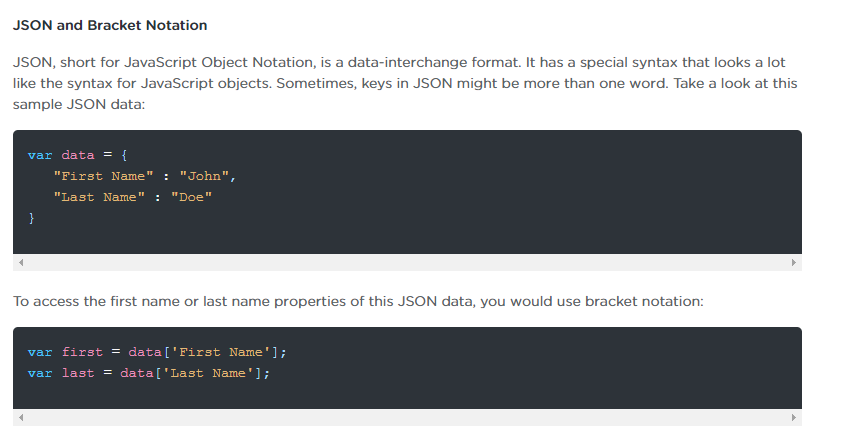 JSON and Bracket Notation
JSON, short for JavaScript Object Notation, is a data-interchange format. It has a special syntax that looks a lot
like the syntax for JavaScript objects. Sometimes, keys in JSON might be more than one word. Take a look at this
sample JSON data:
var data = {
   "First Name" : "John",
   "Last Name" : "Doe"
}
To access the first name or last name properties of this JSON data, you would use bracket notation:
var first = data['First Name'];
var last = data['Last Name'];